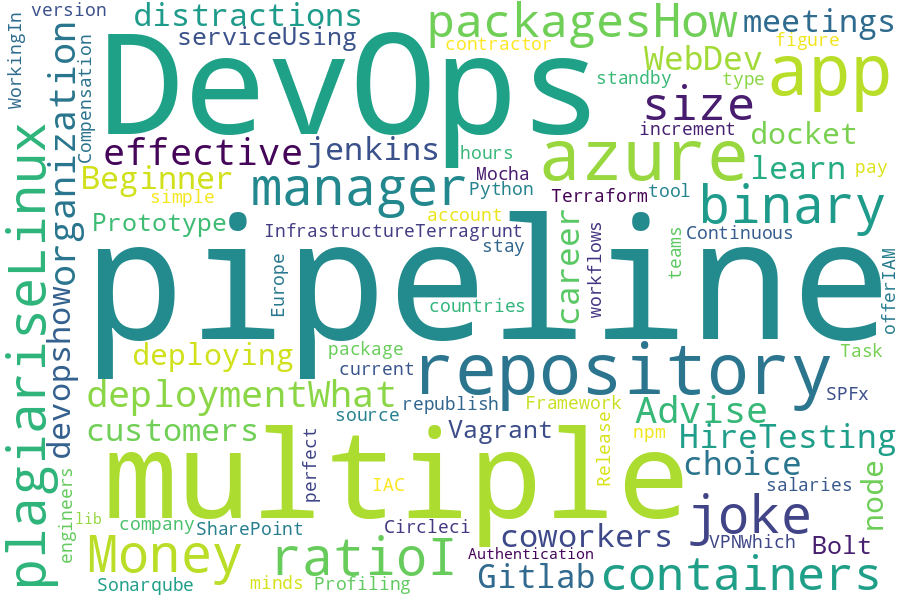 version
distractions
packagesHow
meetings
serviceUsing
contractor
figure
WorkingIn
DevOps
WebDev
app
standby
type
Compensation
size
increment
docket
effective
jenkins
hours
azure
learn
pay
Mocha
Beginner
manager
Python
Terraform
tool
binary
simple
devopshoworganization
plagiariseLinux
Prototype
InfrastructureTerragrunt
account
stay
career
workflows
teams
Continuous
offerIAM
Europe
pipeline
countries
deploying
package
current
repository
Task
deploymentWhat
source
republish
Framework
SPFx
Advise
customers
Vagrant
Release
npm
HireTesting
perfect
multiple
choice
node
engineers
IAC
salaries
lib
company
SharePoint
Circleci
joke
coworkers
VPNWhich
Bolt
Money
ratioI
Authentication
Sonarqube
minds
Profiling
Gitlab
containers